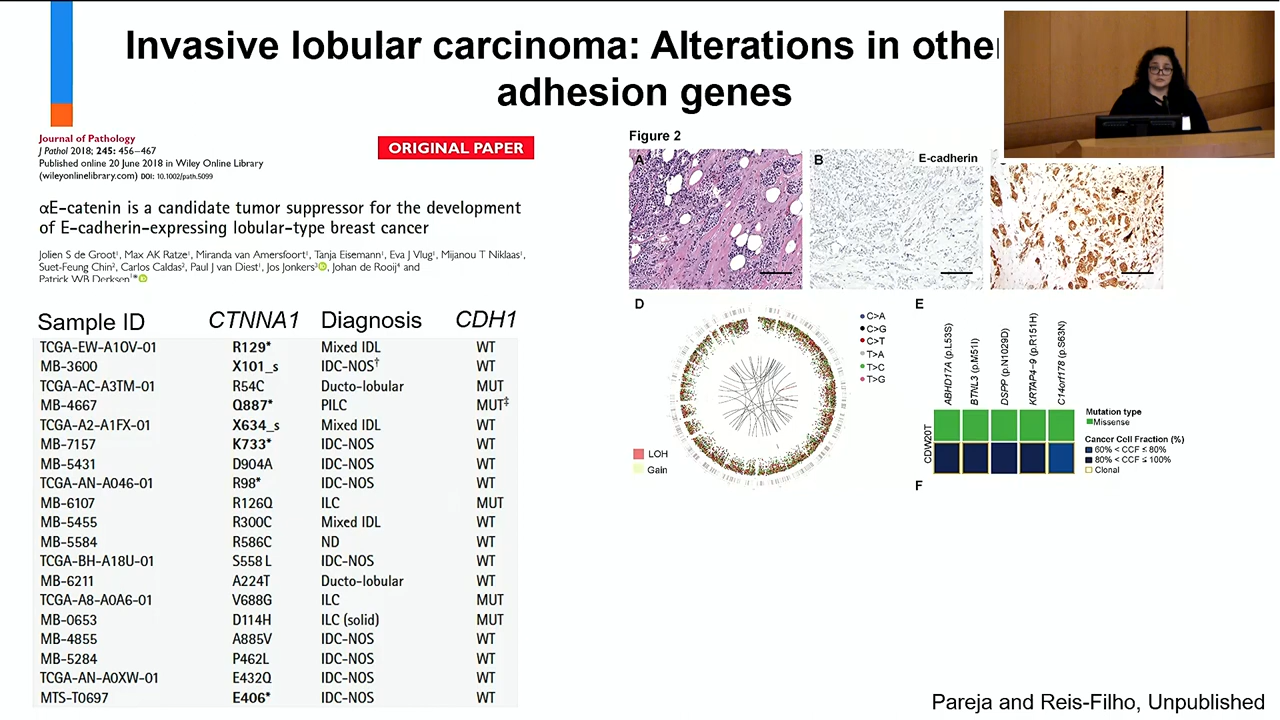 Invasive lobular carcinoma: Alterations in other
adhesion genes
Journal of Pathology
J Pathol 2018; 245: 456–467
Published online 20 June 2018 in Wiley Online Library
(wileyonlinelibrary.com) DOI: 10.1002/path.5099
ORIGINAL PAPER
αE-catenin is a candidate tumor suppressor for the development
of E-cadherin-expressing lobular-type breast cancer
Jolien S de Groot¹, Max AK Ratze¹, Miranda van Amersfoort¹, Tanja Eisemann¹, Eva J Vlug¹, Mijanou T Niklaas¹,
Suet-Feung Chin², Carlos Caldas², Paul J van Diest¹, Jos Jonkers³, Johan de Rooij⁴ and
Patrick WB Derksen¹*
Sample ID CTNNA1 Diagnosis CDH1
TCGA-EW-A1OV-01 R129* Mixed IDL WT
MB-3600 X101_s IDC-NOS† WT
TCGA-AC-A3TM-01 R54C Ducto-lobular MUT
MB-4667 Q887* PILC MUT‡
TCGA-A2-A1FX-01 X634_s Mixed IDL WT
MB-7157 K733* IDC-NOS WT
MB-5431 D904A IDC-NOS WT
TCGA-AN-A046-01 R98* IDC-NOS WT
MB-6107 R126Q ILC MUT
MB-5455 R300C Mixed IDL WT
MB-5584 R586C ND WT
TCGA-BH-A18U-01 S558L IDC-NOS WT
MB-6211 A224T Ducto-lobular WT
TCGA-A8-A0A6-01 V688G ILC MUT
MB-0653 D114H ILC (solid) MUT
MB-4855 A885V IDC-NOS WT
MB-5284 P462L IDC-NOS WT
TCGA-AN-A0XW-01 E432Q IDC-NOS WT
MTS-T0697 E406* IDC-NOS WT
Figure 2
A
B
E-cadherin
D
C>A
C>G
C>T
T>A
T>C
T>G
LOH
Gain
E
ABHD17A (p.L53S)
BTNL3 (p.M51I)
DSPP (p.N1029D)
KRTAP4-9 (p.R151H)
C14orf178 (p.S63N)
CDW20T
Mutation type
Missense
Cancer Cell Fraction (%)
60% < CCF ≤ 80%
80% < CCF ≤ 100%
Clonal
F
Pareja and Reis-Filho, Unpublished